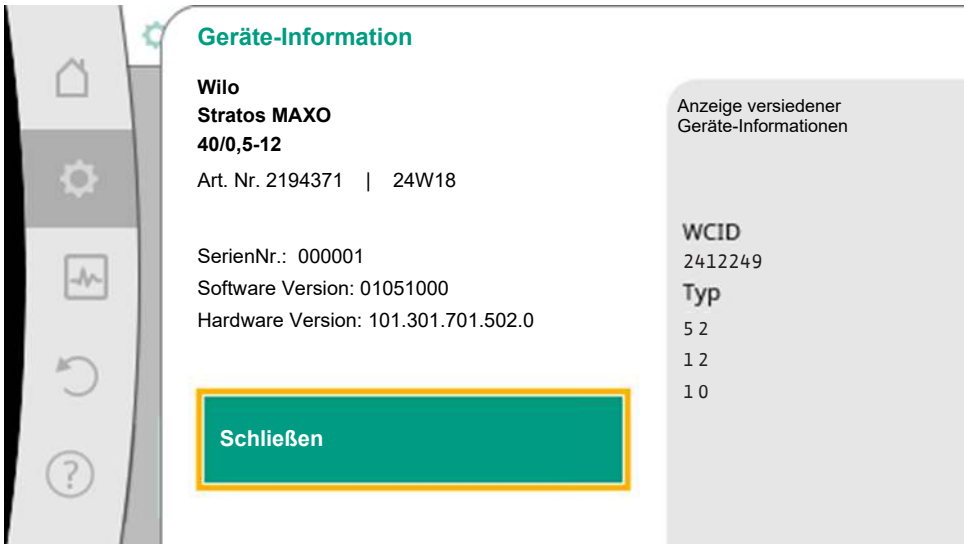 Geräte-Information
Wilo
Stratos MAXO
40/0,5-12
Art. Nr. 2194371 | 24W18
SerienNr.: 000001
Software Version: 01051000
Hardware Version: 101.301.701.502.0
Schließen
Anzeige versiedener
Geräte-Informationen
WCID
2412249
Typ
5 2
1 2
1 0
?